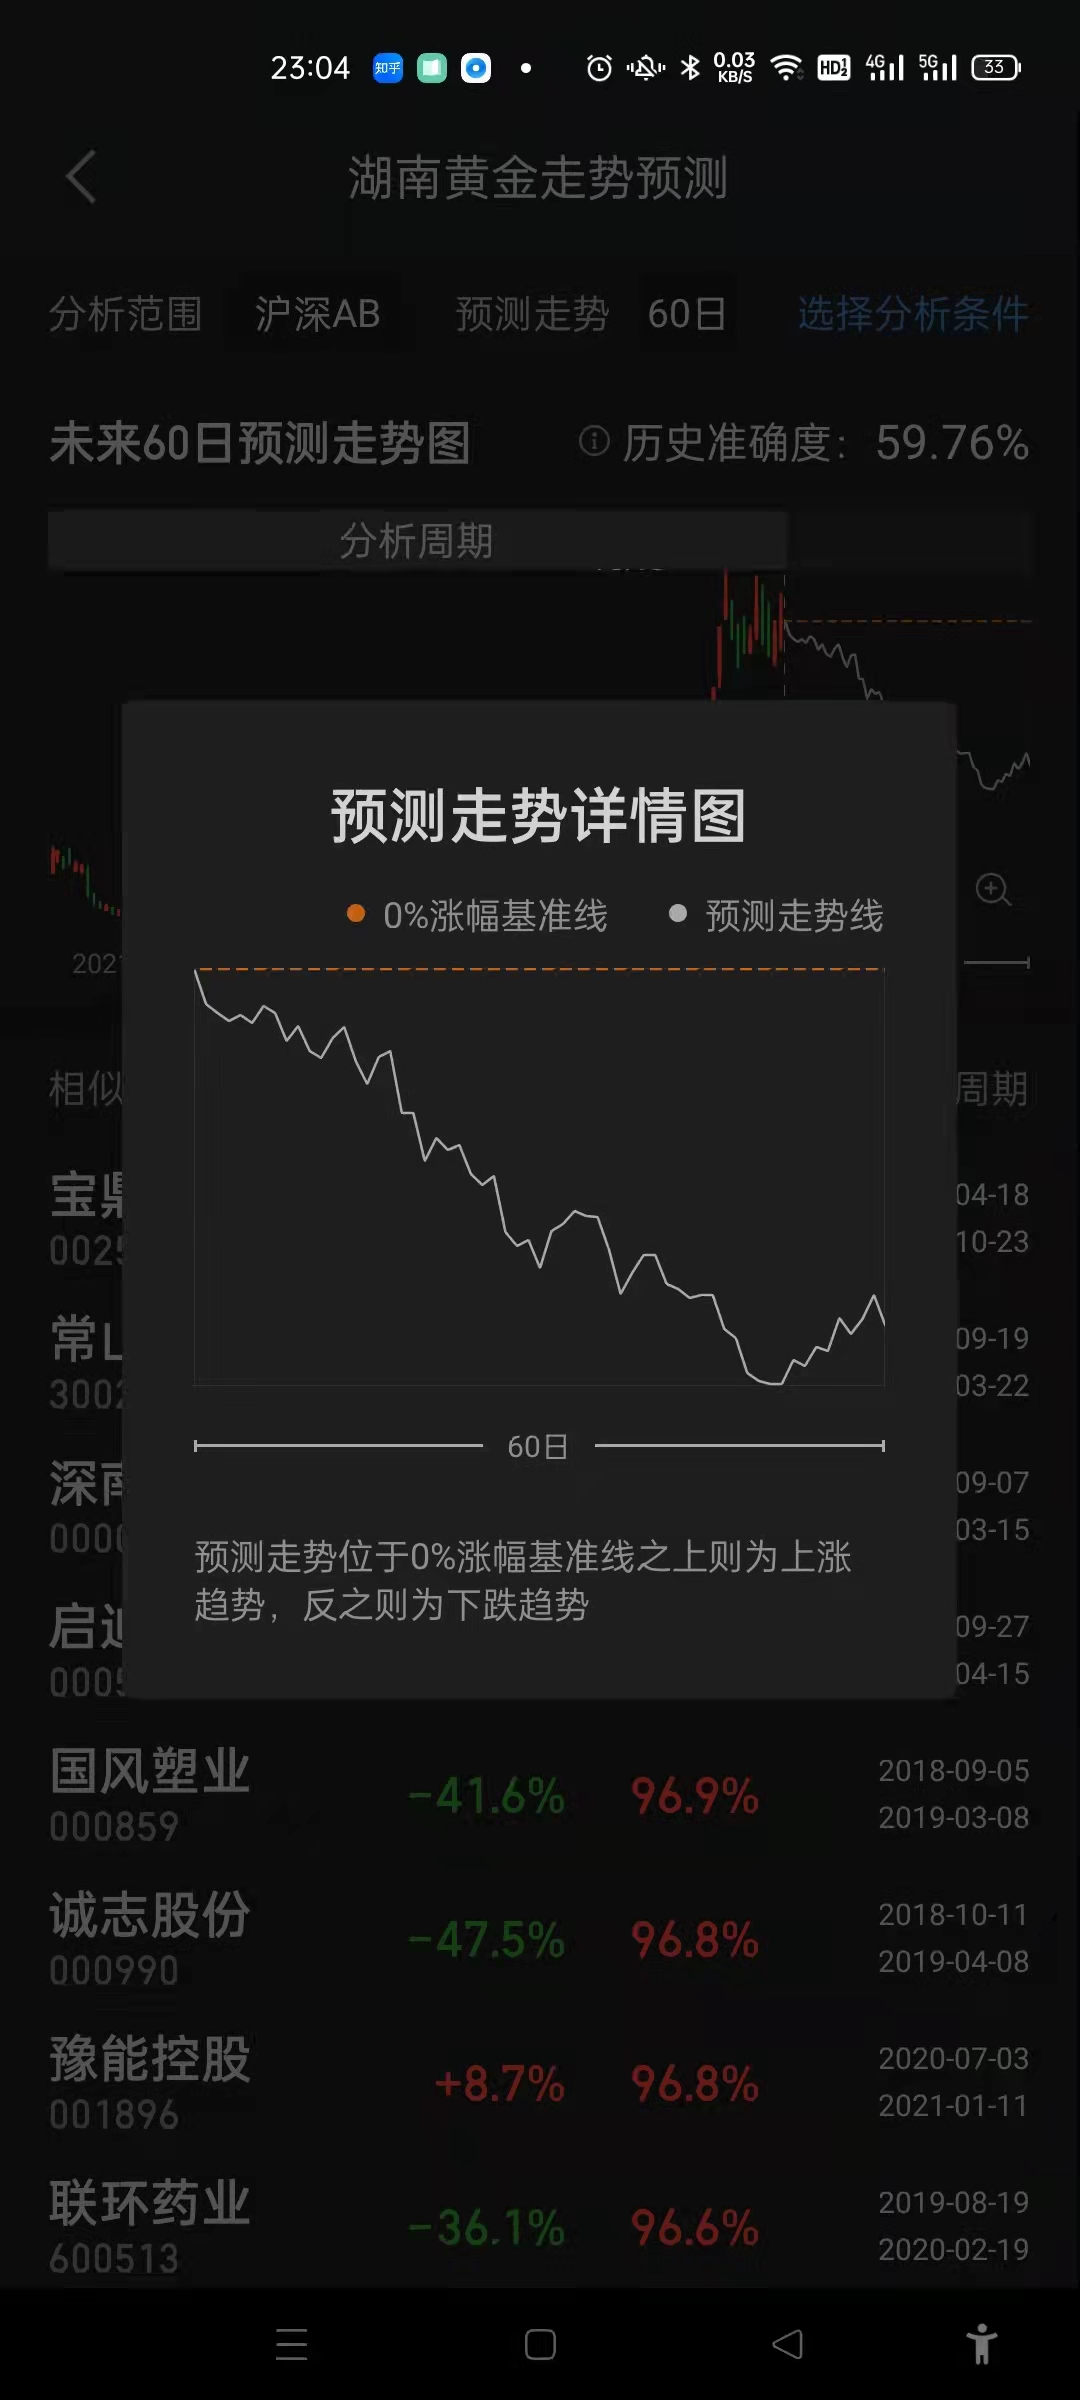 23:04 知乎 0.03 KB/S HD 1 2 4G 5G 33
湖南黄金走势预测
分析范围 沪深AB 预测走势 60日 选择分析条件
未来60日预测走势图 历史准确度：59.76%
分析周期
预测走势详情图
0%涨幅基准线 预测走势线
202
相似 周期
宝 04-18
002 10-23
60日
常山 09-19
300 03-22
深南 09-07
000 03-15
预测走势位于0%涨幅基准线之上则为上涨
趋势，反之则为下跌趋势
启迪 09-27
000 04-15
国风塑业 -41.6% 96.9% 2018-09-05
000859 2019-03-08
诚志股份 -47.5% 96.8% 2018-10-11
000990 2019-04-08
豫能控股 +8.7% 96.8% 2020-07-03
001896 2021-01-11
联环药业 -36.1% 96.6% 2019-08-19
600513 2020-02-19